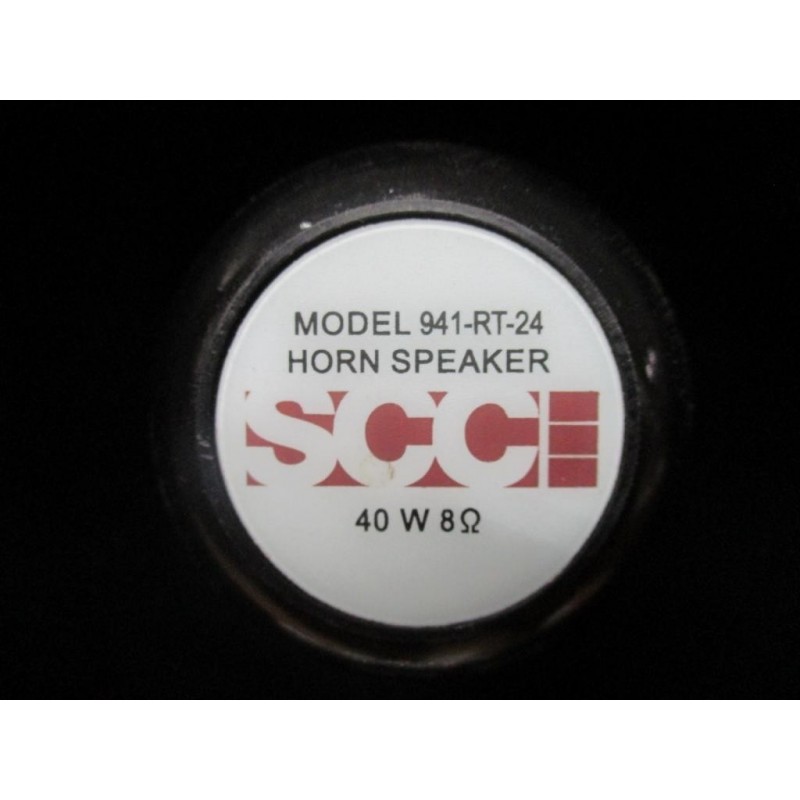 MODEL 941-RT-24
HORN SPEAKER
SCC
40 W 8Ω